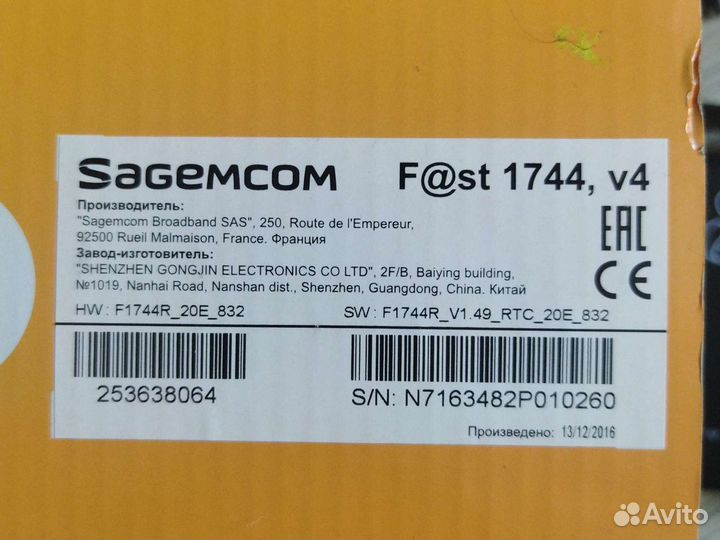 SAGEMCOM F@st 1744, v4
Производитель:
"Sagemcom Broadband SAS", 250, Route de l'Empereur,
92500 Rueil Malmaison, France. Франция
EAC
Завод-изготовитель:
"SHENZHEN GONGJIN ELECTRONICS CO LTD", 2F/B, Baiying building,
№1019, Nanhai Road, Nanshan dist., Shenzhen, Guangdong, China. Китай
CE
HW : F1744R_20E_832 SW : F1744R_V1.49_RTC_20E_832
253638064 S/N: N7163482P010260
Произведено: 13/12/2016
Avito